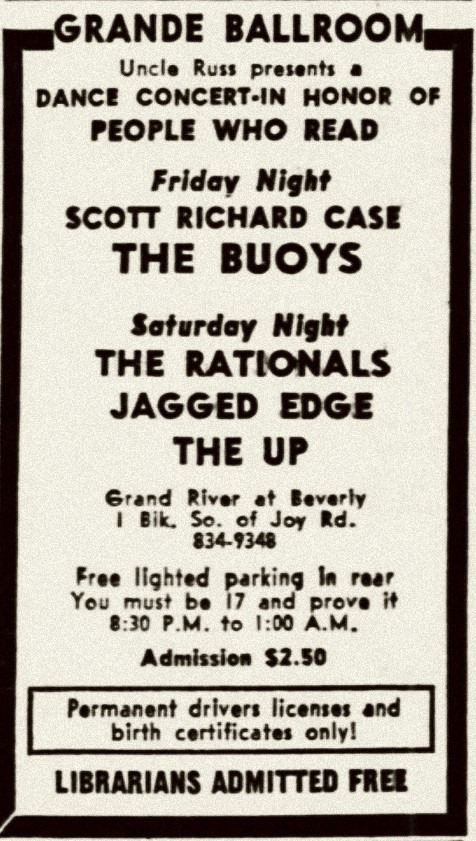 GRANDE BALLROOM
Uncle Russ presents a
DANCE CONCERT-IN HONOR OF
PEOPLE WHO READ
Friday Night
SCOTT RICHARD CASE
THE BUOYS
Saturday Night
THE RATIONALS
JAGGED EDGE
THE UP
Grand River at Beverly
1 Blk. So. of Joy Rd.
834-9348
Free lighted parking in rear
You must be 17 and prove it
8:30 P.M. to 1:00 A.M.
Admission $2.50
Permanent drivers licenses and
birth certificates only!
LIBRARIANS ADMITTED FREE